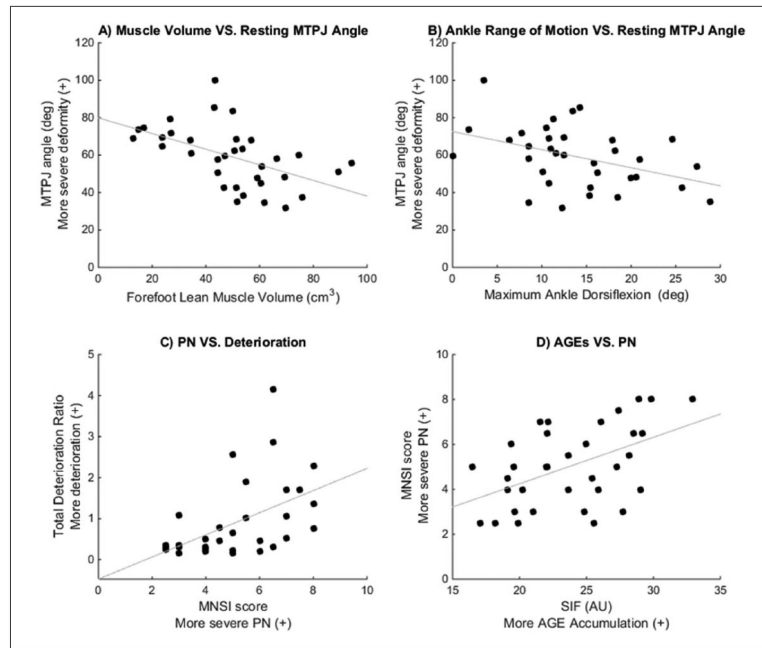 A) Muscle Volume VS. Resting MTPJ Angle
MTPJ angle (deg)
More severe deformity (+)
120
100
80
60
40
20
0
0 20 40 60 80 100
Forefoot Lean Muscle Volume (cm³)
B) Ankle Range of Motion VS. Resting MTPJ Angle
MTPJ angle (deg)
More severe deformity (+)
120
100
80
60
40
20
0
0 10 20 30
Maximum Ankle Dorsiflexion (deg)
C) PN VS. Deterioration
Total Deterioration Ratio
More deterioration (+)
5
4
3
2
1
0
0 2 4 6 8 10
MNSI score
More severe PN (+)
D) AGEs VS. PN
MNSI score
More severe PN (+)
10
8
6
4
2
0
15 20 25 30 35
SIF (AU)
More AGE Accumulation (+)